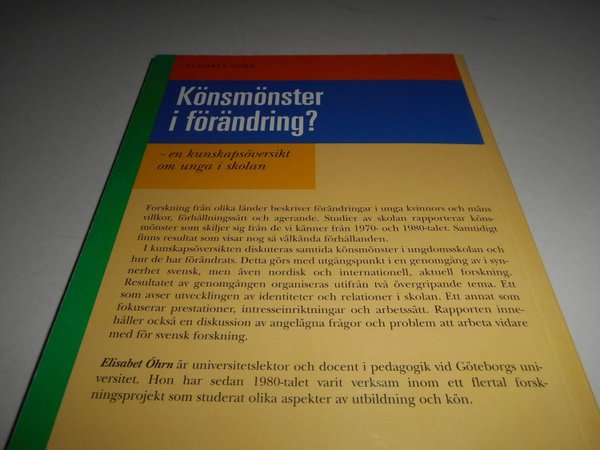 ELISABET ÖHRN
Könsmönster
i förändring?
- en kunskapsöversikt
om unga i skolan
Forskning från olika länder beskriver förändringar i unga kvinnors och mäns
villkor, förhållningssätt och agerande. Studier av skolan rapporterar köns-
mönster som skiljer sig från de vi känner från 1970- och 1980-talet. Samtidigt
finns resultat som visar nog så välkända förhållanden.
I kunskapsöversikten diskuteras samtida könsmönster i ungdomsskolan och
hur de har förändrats. Detta görs med utgångspunkt i en genomgång av i syn-
nerhet svensk, men även nordisk och internationell, aktuell forskning.
Resultatet av genomgången organiseras utifrån två övergripande tema. Ett
som avser utvecklingen av identiteter och relationer i skolan. Ett annat som
fokuserar prestationer, intresseinriktningar och arbetssätt. Rapporten inne-
håller också en diskussion av angelägna frågor och problem att arbeta vidare
med för svensk forskning.
Elisabet Öhrn är universitetslektor och docent i pedagogik vid Göteborgs uni-
versitet. Hon har sedan 1980-talet varit verksam inom ett flertal forsk-
ningsprojekt som studerat olika aspekter av utbildning och kön.